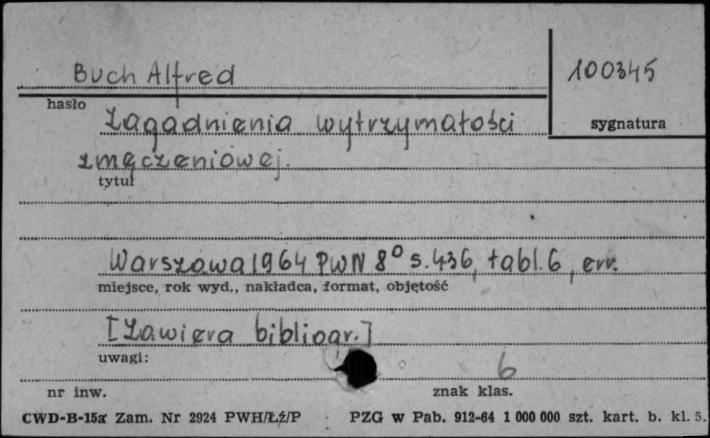 Buch Alfred
100345
hasło
sygnatura
Zagadnienia wytrzymałości
zmęczeniowej.
tytuł
Warszawa 1964 PWN 8° s.436, tabl.6, err.
miejsce, rok wyd., nakładca, format, objętość
[Zawiera bibliogr.]
uwagi:
6
nr inw.
znak klas.
CWD-B-15a Zam. Nr 2924 PWH/Łź/P PZG w Pab. 912-64 1 000 000 szt. kart. b. kl. 5.